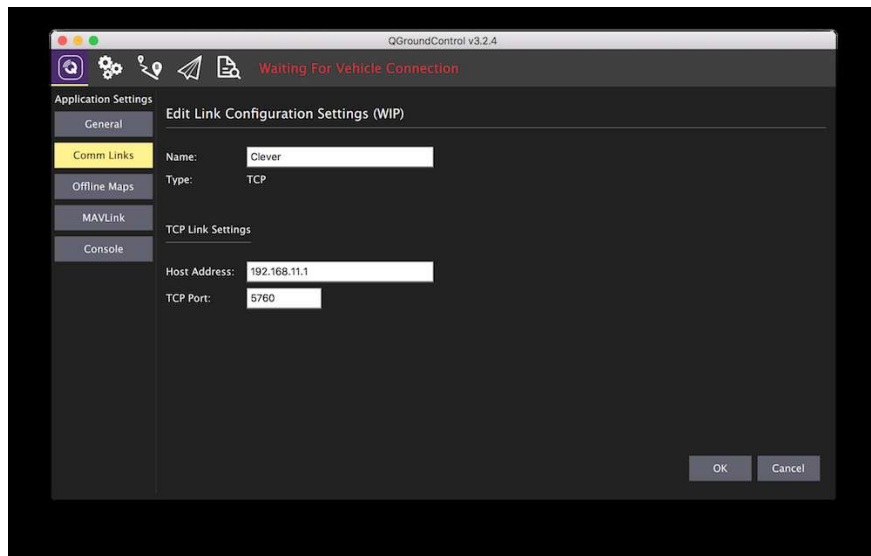 QGroundControl v3.2.4
Waiting For Vehicle Connection
Application Settings
General
Comm Links
Offline Maps
MAVLink
Console
Edit Link Configuration Settings (WIP)
Name: Clever
Type: TCP
TCP Link Settings
Host Address: 192.168.11.1
TCP Port: 5760
OK Cancel